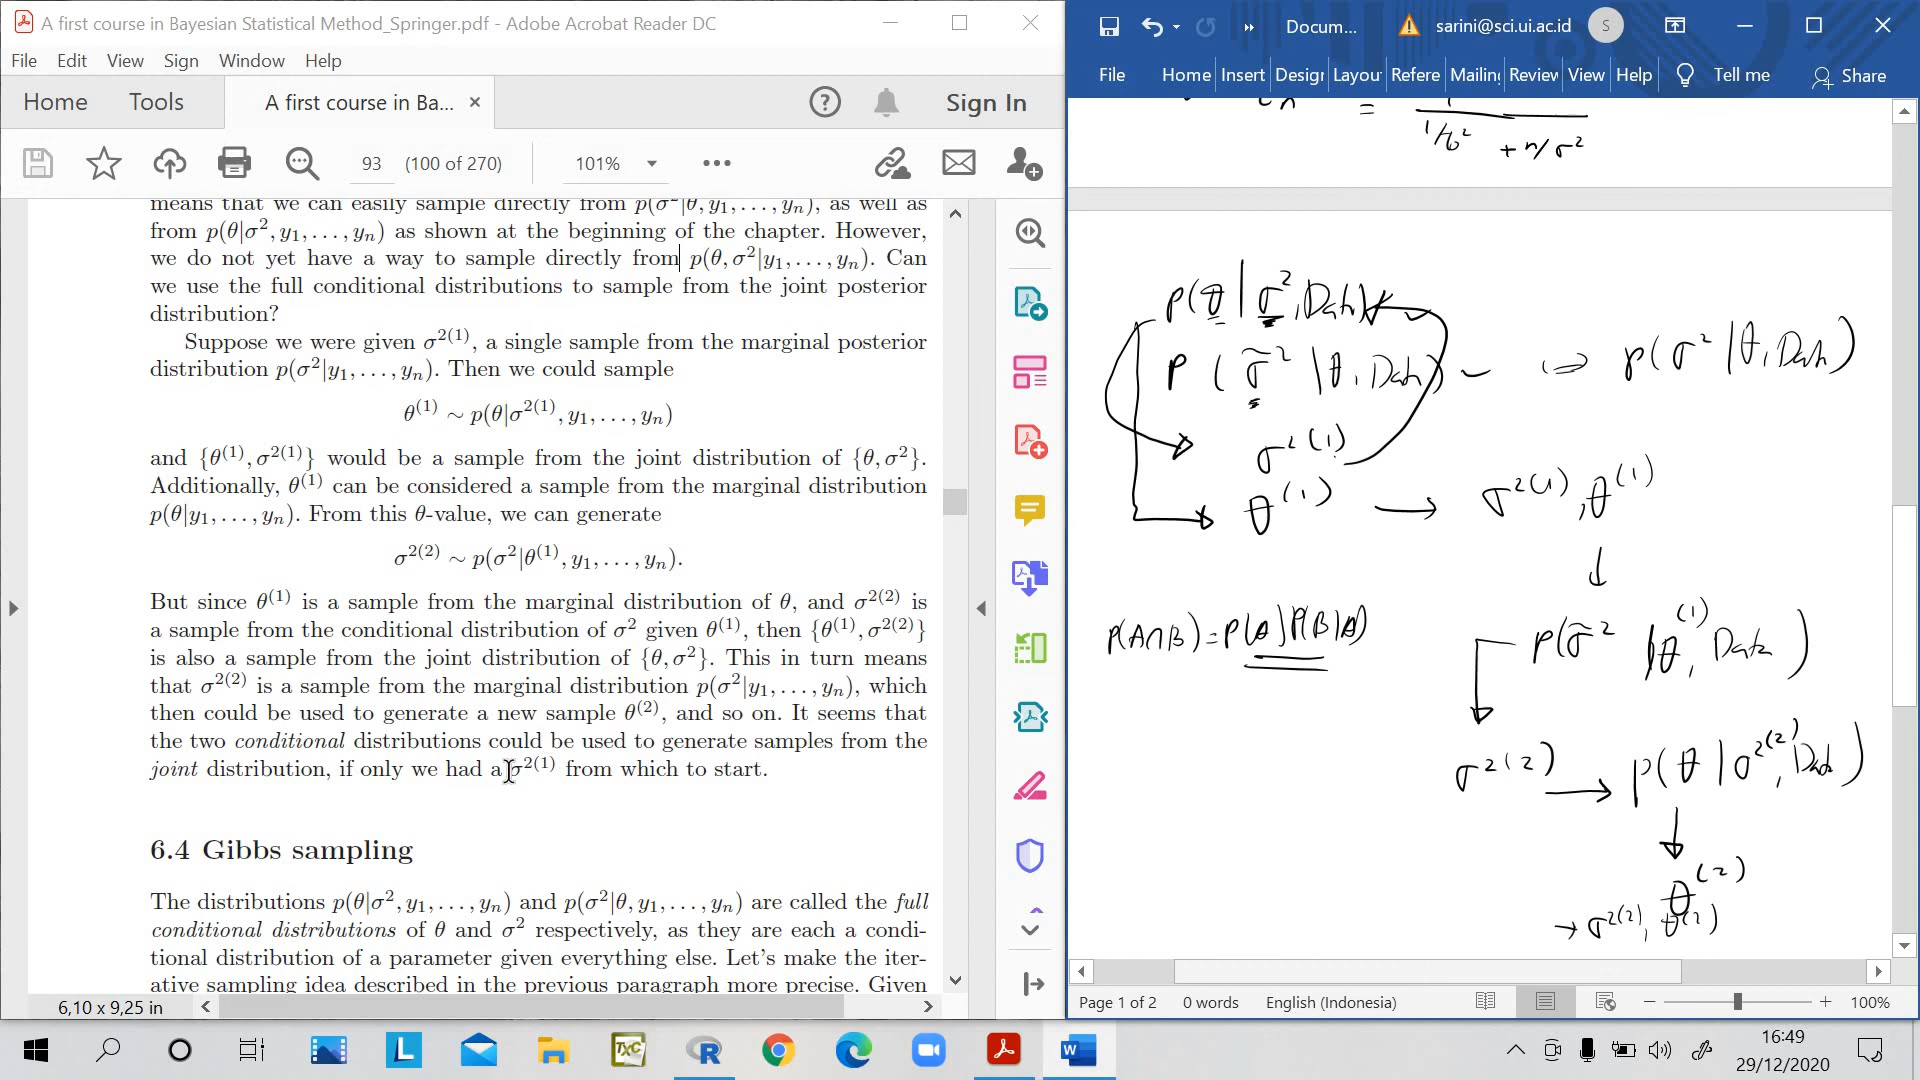 A first course in Bayesian Statistical Method_Springer.pdf - Adobe Acrobat Reader DC
File Edit View Sign Window Help
Home Tools A first course in Ba... × Sign In
93 (100 of 270) 101%
means that we can easily sample directly from p(σ²|θ, y₁, . . . , yₙ), as well as
from p(θ|σ², y₁, . . . , yₙ) as shown at the beginning of the chapter. However,
we do not yet have a way to sample directly from p(θ, σ²|y₁, . . . , yₙ). Can
we use the full conditional distributions to sample from the joint posterior
distribution?
Suppose we were given σ²⁽¹⁾, a single sample from the marginal posterior
distribution p(σ²|y₁, . . . , yₙ). Then we could sample
θ⁽¹⁾ ∼ p(θ|σ²⁽¹⁾, y₁, . . . , yₙ)
and {θ⁽¹⁾, σ²⁽¹⁾} would be a sample from the joint distribution of {θ, σ²}.
Additionally, θ⁽¹⁾ can be considered a sample from the marginal distribution
p(θ|y₁, . . . , yₙ). From this θ-value, we can generate
σ²⁽²⁾ ∼ p(σ²|θ⁽¹⁾, y₁, . . . , yₙ).
But since θ⁽¹⁾ is a sample from the marginal distribution of θ, and σ²⁽²⁾ is
a sample from the conditional distribution of σ² given θ⁽¹⁾, then {θ⁽¹⁾, σ²⁽²⁾}
is also a sample from the joint distribution of {θ, σ²}. This in turn means
that σ²⁽²⁾ is a sample from the marginal distribution p(σ²|y₁, . . . , yₙ), which
then could be used to generate a new sample θ⁽²⁾, and so on. It seems that
the two conditional distributions could be used to generate samples from the
joint distribution, if only we had a σ²⁽¹⁾ from which to start.
6.4 Gibbs sampling
The distributions p(θ|σ², y₁, . . . , yₙ) and p(σ²|θ, y₁, . . . , yₙ) are called the full
conditional distributions of θ and σ² respectively, as they are each a condi-
tional distribution of a parameter given everything else. Let's make the iter-
ative sampling idea described in the previous paragraph more precise. Given
6,10 x 9,25 in
Docum... sarini@sci.ui.ac.id S
File Home Insert Design Layou Refere Mailin Review View Help Tell me Share
= 1/τ₀² + n/σ²
p(θ|σ², Data)
p(σ̃²|θ, Data) ⇒ p(σ²|θ, Data)
σ²⁽¹⁾
θ⁽¹⁾ → σ²⁽¹⁾, θ⁽¹⁾
↓
P(A∩B) = P(A) P(B|A) p(σ̃²|θ⁽¹⁾, Data)
σ²⁽²⁾ → p(θ|σ²⁽²⁾, Data)
↓
θ⁽²⁾
→ σ²⁽²⁾, θ⁽²⁾
Page 1 of 2 0 words English (Indonesia) 100%
L TXC R W
16:49
29/12/2020